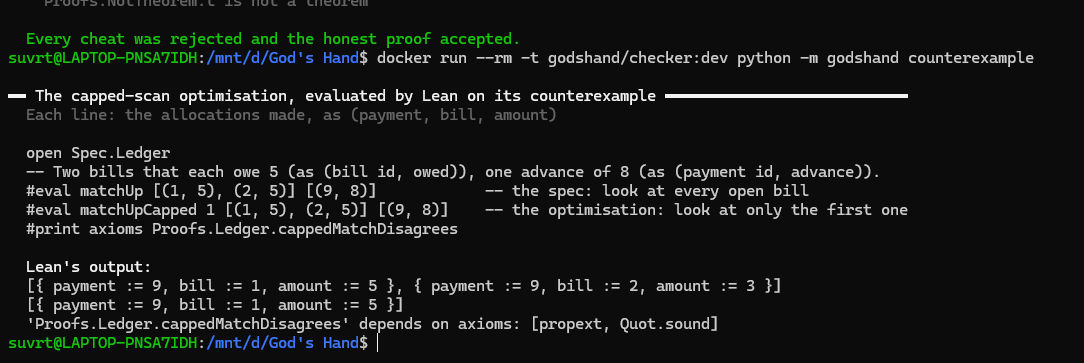 Proofs.NotTheorem.t is not a theorem
Every cheat was rejected and the honest proof accepted.
suvrt@LAPTOP-PNSA7IDH:/mnt/d/God's Hand$ docker run --rm -t godshand/checker:dev python -m godshand counterexample
The capped-scan optimisation, evaluated by Lean on its counterexample
Each line: the allocations made, as (payment, bill, amount)
open Spec.Ledger
-- Two bills that each owe 5 (as (bill id, owed)), one advance of 8 (as (payment id, advance)).
#eval matchUp [(1, 5), (2, 5)] [(9, 8)] -- the spec: look at every open bill
#eval matchUpCapped 1 [(1, 5), (2, 5)] [(9, 8)] -- the optimisation: look at only the first one
#print axioms Proofs.Ledger.cappedMatchDisagrees
Lean's output:
[{ payment := 9, bill := 1, amount := 5 }, { payment := 9, bill := 2, amount := 3 }]
[{ payment := 9, bill := 1, amount := 5 }]
'Proofs.Ledger.cappedMatchDisagrees' depends on axioms: [propext, Quot.sound]
suvrt@LAPTOP-PNSA7IDH:/mnt/d/God's Hand$